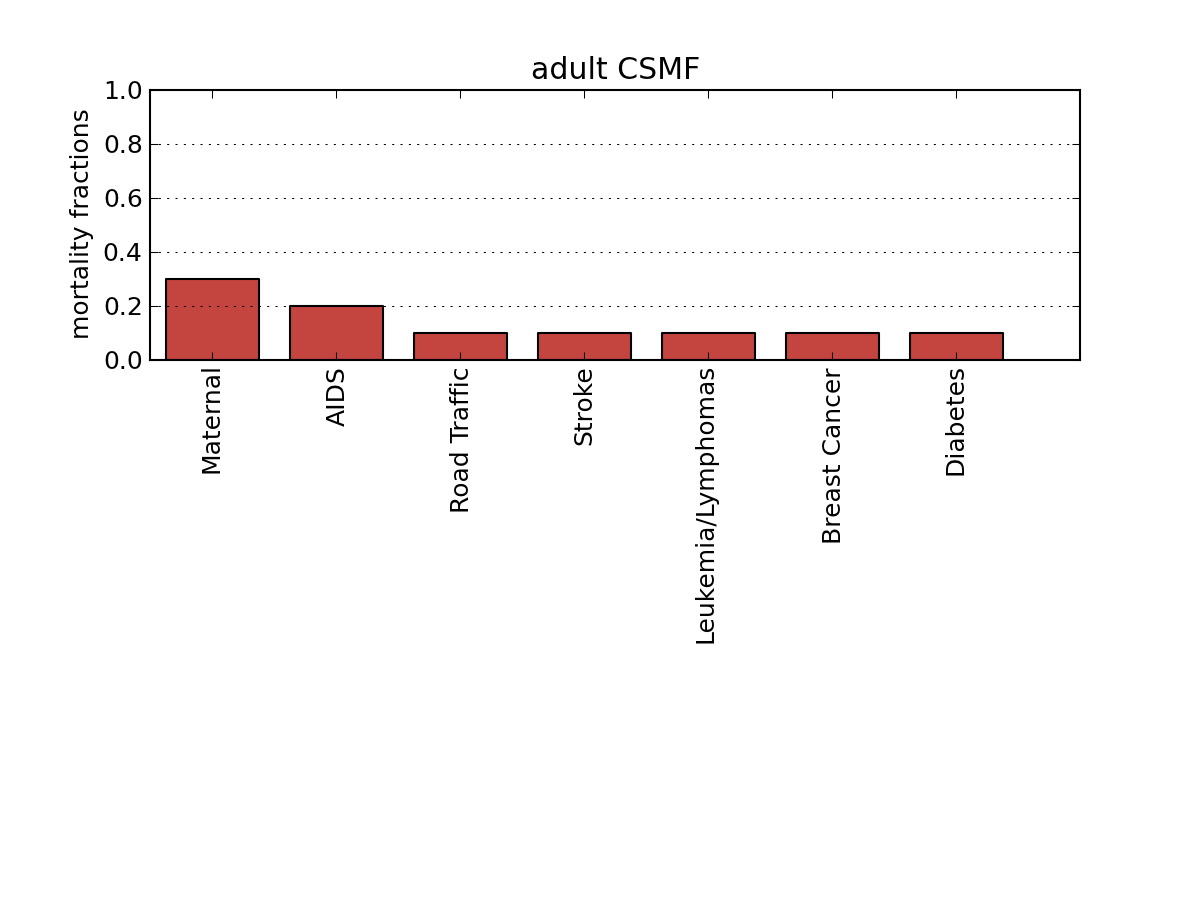 adult CSMF
mortality fractions
1.0
0.8
0.6
0.4
0.2
0.0
Maternal
AIDS
Road Traffic
Stroke
Leukemia/Lymphomas
Breast Cancer
Diabetes